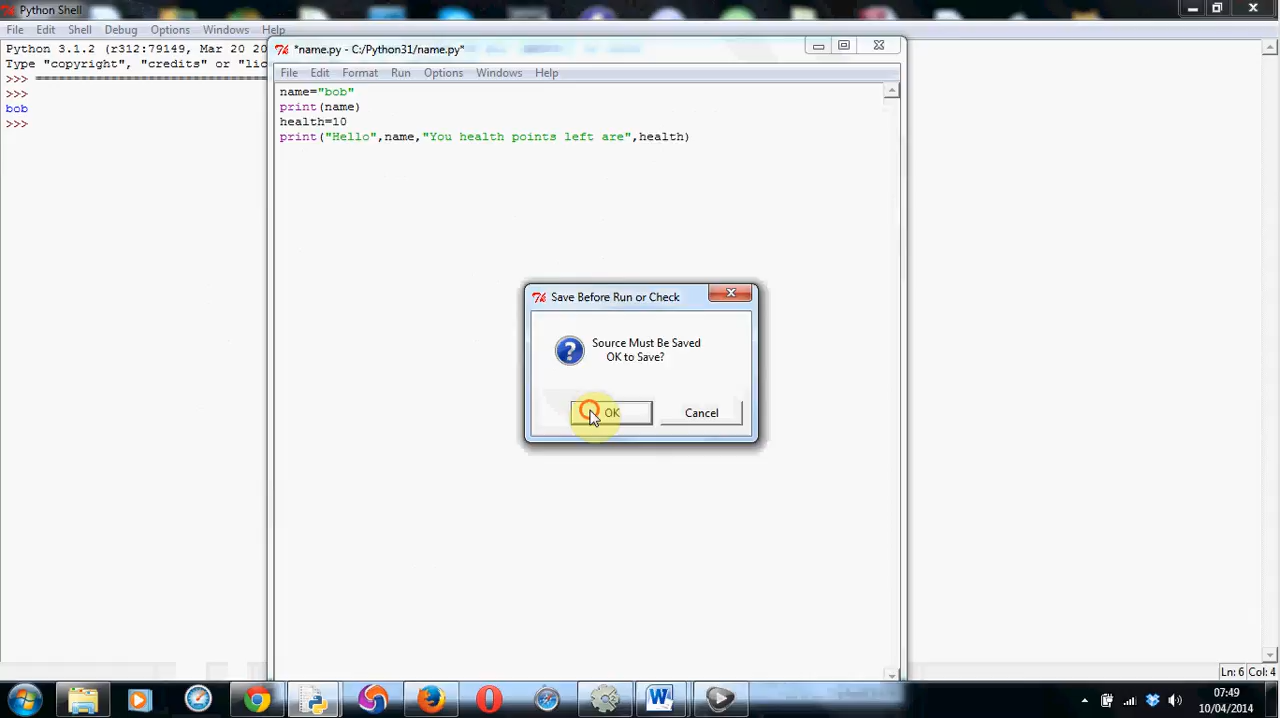 Python Shell
File Edit Shell Debug Options Windows Help
Python 3.1.2 (r312:79149, Mar 20 20
Type "copyright", "credits" or "lic
>>> ================================
>>>
bob
>>>
*name.py - C:/Python31/name.py*
File Edit Format Run Options Windows Help
name="bob"
print(name)
health=10
print("Hello",name,"You health points left are",health)
Save Before Run or Check
Source Must Be Saved
OK to Save?
OK Cancel
Ln: 6 Col: 4
07:49
10/04/2014